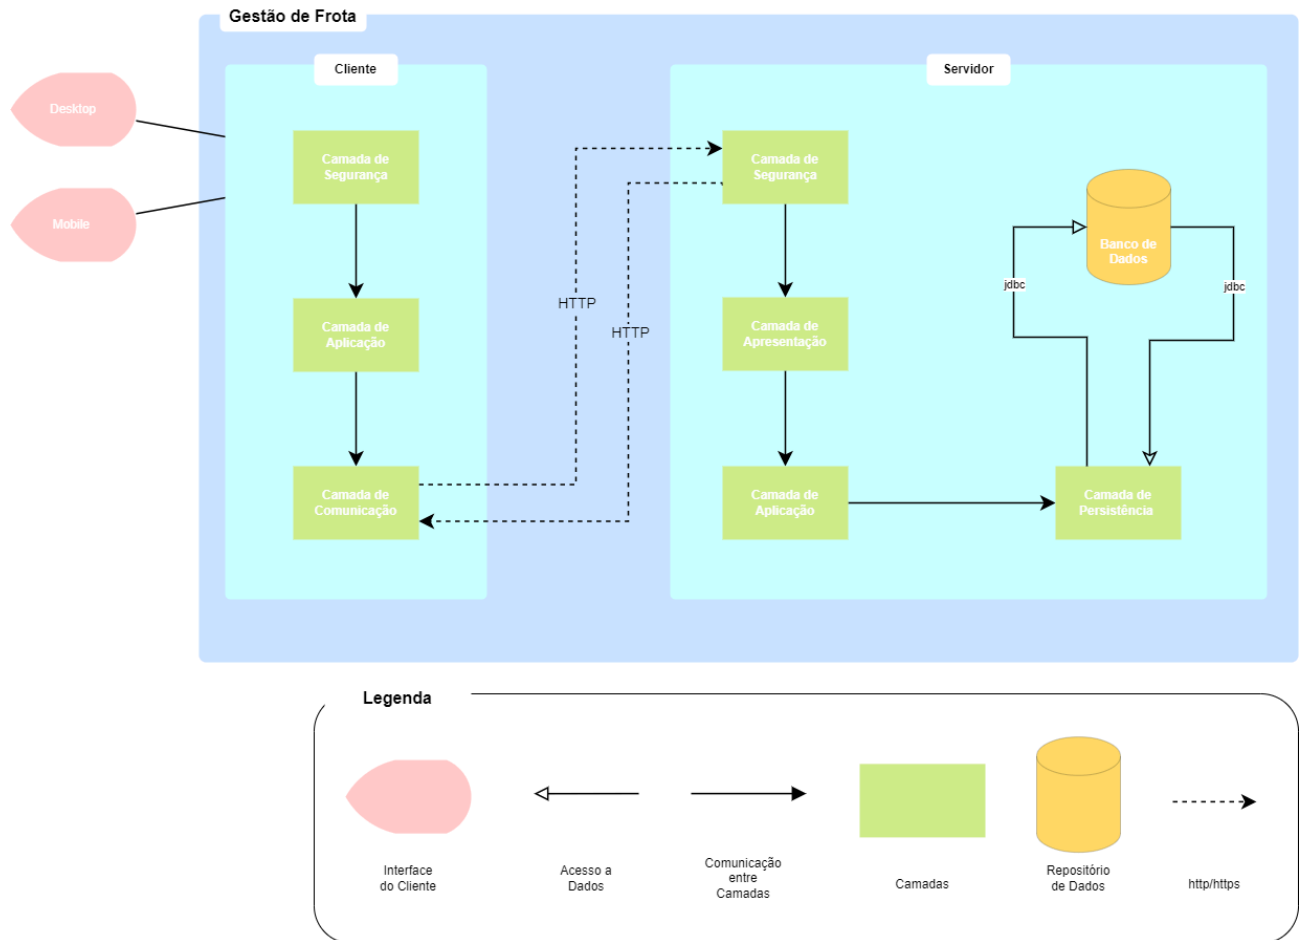 Gestão de Frota
Cliente
Servidor
Desktop
Mobile
Camada de
Segurança
Camada de
Aplicação
Camada de
Comunicação
HTTP
HTTP
Camada de
Segurança
Camada de
Apresentação
Camada de
Aplicação
Banco de
Dados
jdbc
jdbc
Camada de
Persistência
Legenda
Interface
do Cliente
Acesso a
Dados
Comunicação
entre
Camadas
Camadas
Repositório
de Dados
http/https